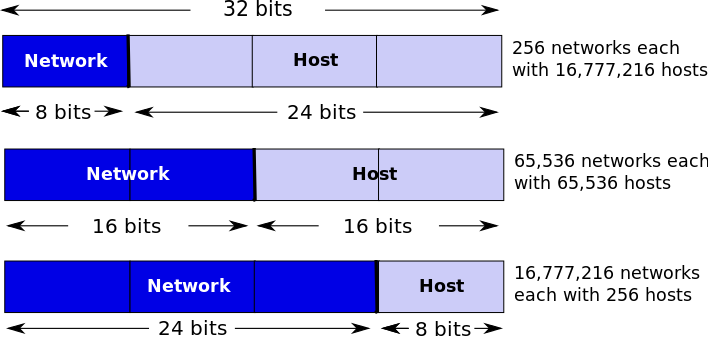 32 bits
Network Host
256 networks each
with 16,777,216 hosts
8 bits 24 bits
Network Host
65,536 networks each
with 65,536 hosts
16 bits 16 bits
Network Host
16,777,216 networks
each with 256 hosts
24 bits 8 bits